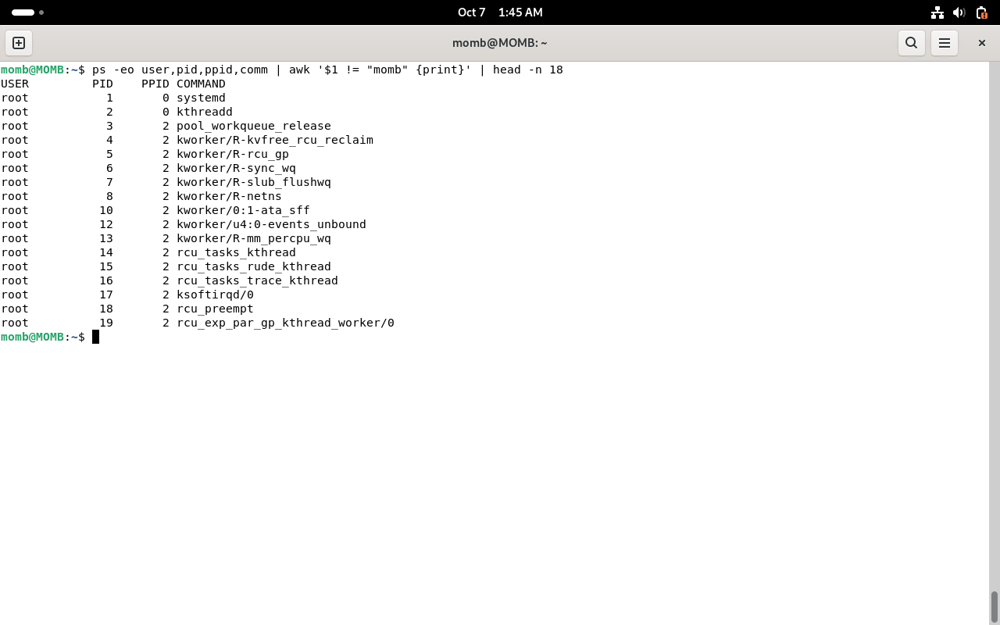 Oct 7 1:45 AM
momb@MOMB: ~
momb@MOMB:~$ ps -eo user,pid,ppid,comm | awk '$1 != "momb" {print}' | head -n 18
USER         PID    PPID COMMAND
root           1       0 systemd
root           2       0 kthreadd
root           3       2 pool_workqueue_release
root           4       2 kworker/R-kvfree_rcu_reclaim
root           5       2 kworker/R-rcu_gp
root           6       2 kworker/R-sync_wq
root           7       2 kworker/R-slub_flushwq
root           8       2 kworker/R-netns
root          10       2 kworker/0:1-ata_sff
root          12       2 kworker/u4:0-events_unbound
root          13       2 kworker/R-mm_percpu_wq
root          14       2 rcu_tasks_kthread
root          15       2 rcu_tasks_rude_kthread
root          16       2 rcu_tasks_trace_kthread
root          17       2 ksoftirqd/0
root          18       2 rcu_preempt
root          19       2 rcu_exp_par_gp_kthread_worker/0
momb@MOMB:~$